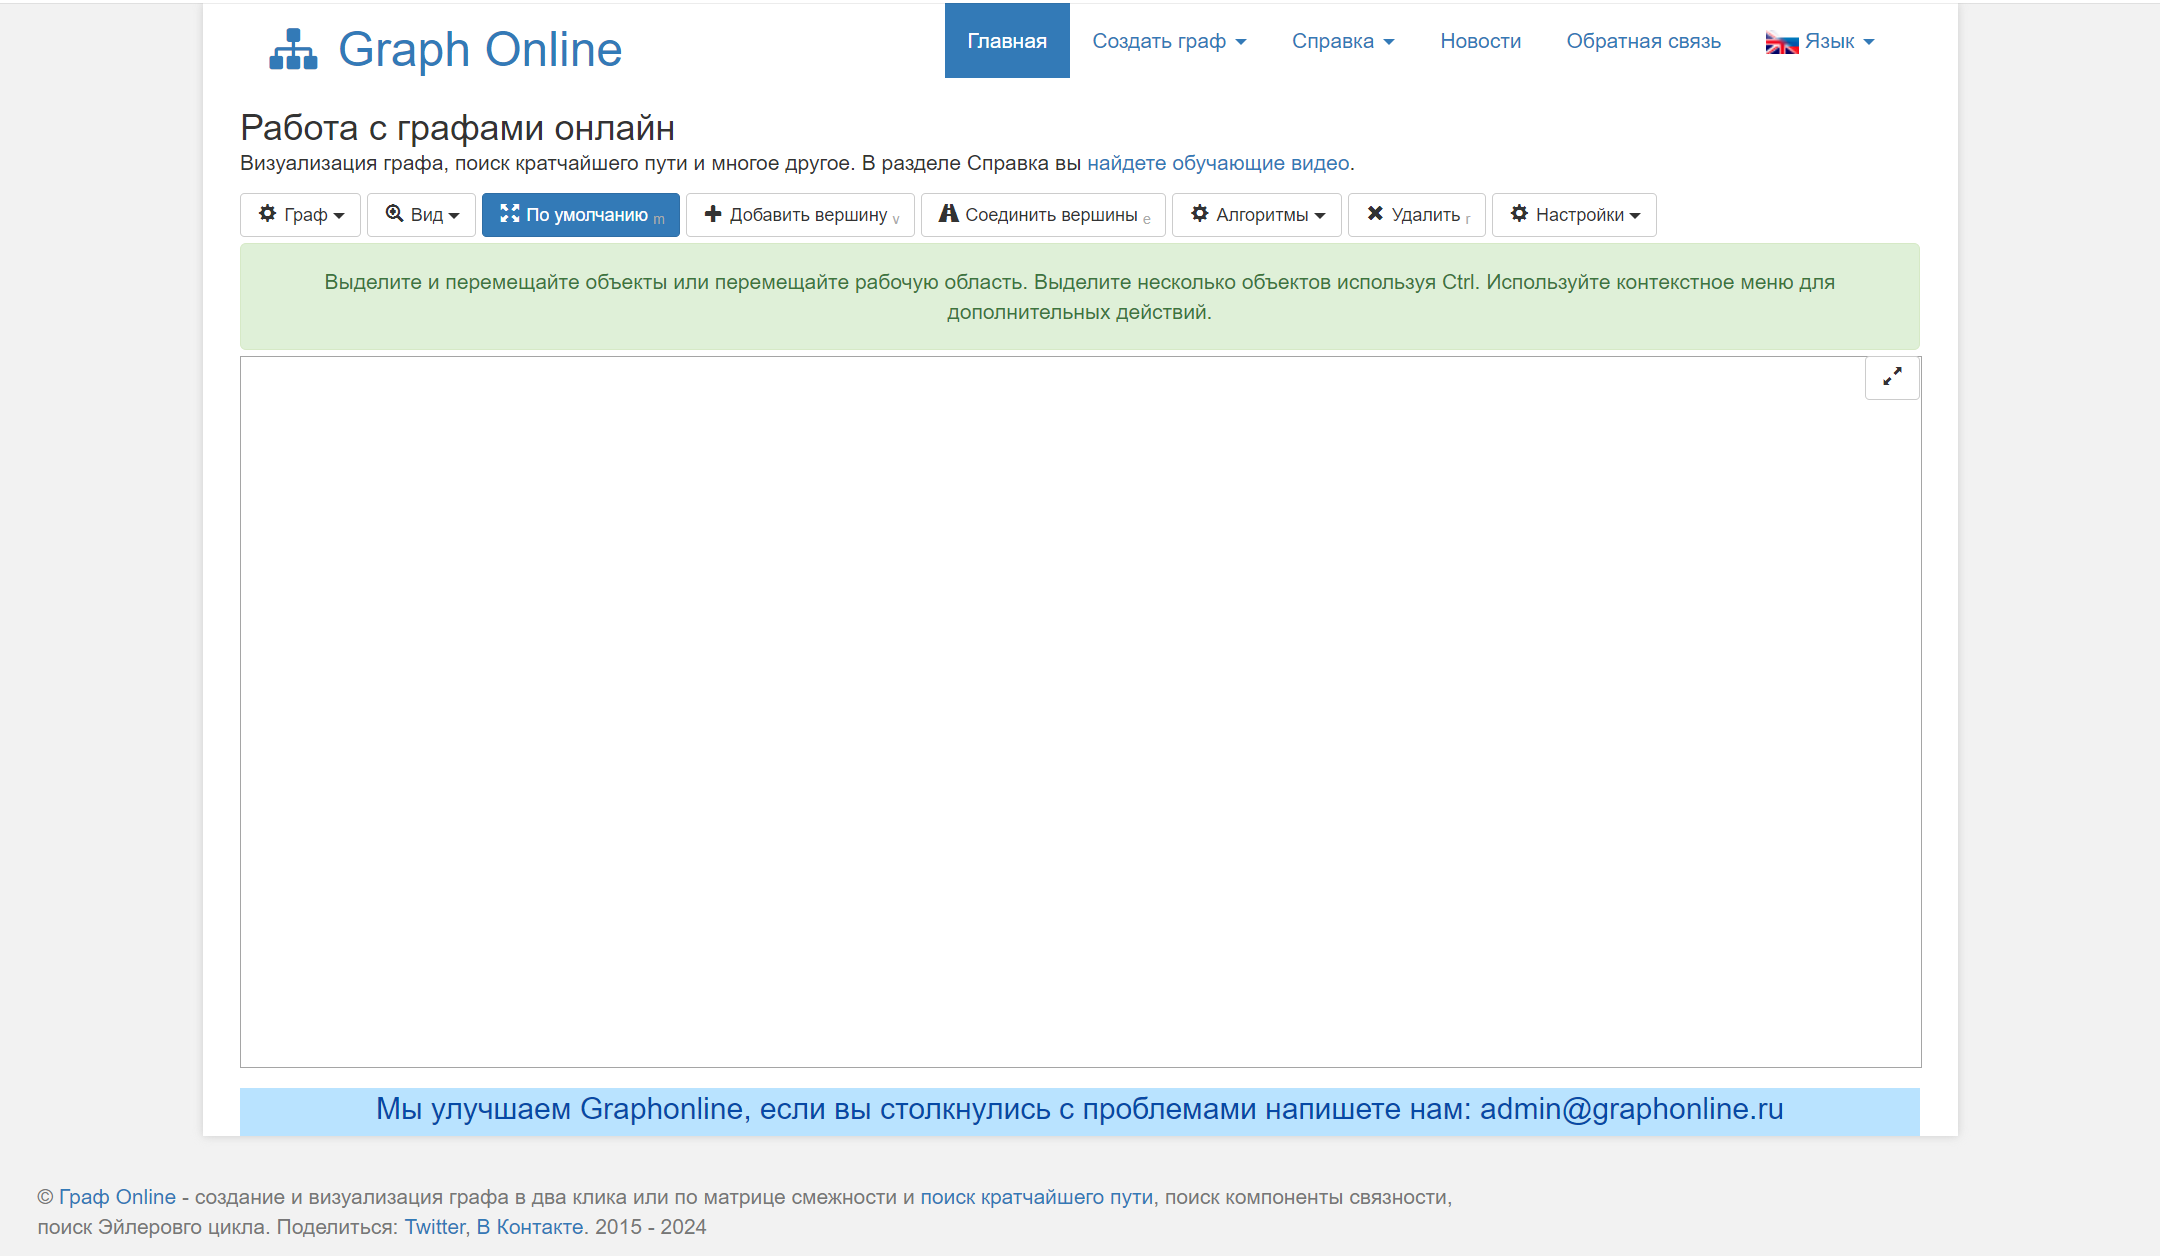 Graph Online
Главная Создать граф Справка Новости Обратная связь Язык
Работа с графами онлайн
Визуализация графа, поиск кратчайшего пути и многое другое. В разделе Справка вы найдете обучающие видео.
Граф Вид По умолчанию m Добавить вершину v Соединить вершины e Алгоритмы Удалить r Настройки
Выделите и перемещайте объекты или перемещайте рабочую область. Выделите несколько объектов используя Ctrl. Используйте контекстное меню для
дополнительных действий.
Мы улучшаем Graphonline, если вы столкнулись с проблемами напишете нам: admin@graphonline.ru
© Граф Online - создание и визуализация графа в два клика или по матрице смежности и поиск кратчайшего пути, поиск компоненты связности,
поиск Эйлеровго цикла. Поделиться: Twitter, В Контакте. 2015 - 2024